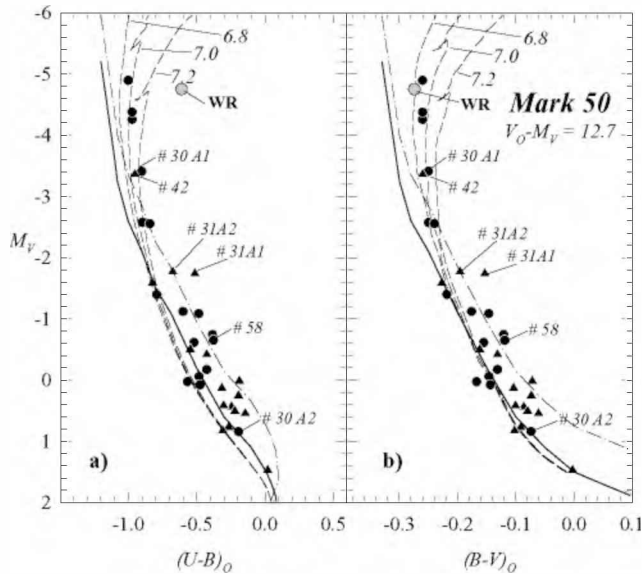 -6
-5
-4
-3
-2
-1
0
1
2
M_V
6.8
7.0
7.2
WR
# 30 A1
# 42
# 31A2
# 31A1
# 58
# 30 A2
a)
-1.0
-0.5
0.0
(U-B)_O
6.8
7.0
7.2
WR
Mark 50
V_O-M_V = 12.7
# 30 A1
# 42
# 31A2
# 31A1
# 58
# 30 A2
b)
-0.3
-0.2
-0.1
0.0
0.1
(B-V)_O